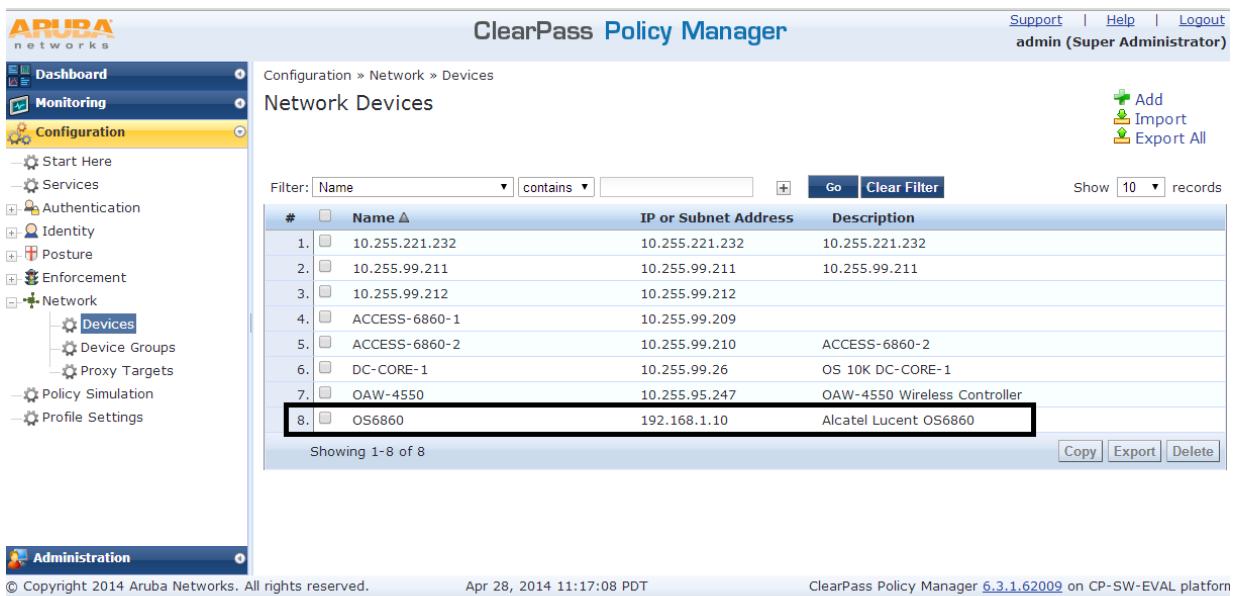 ARUBA
networks
ClearPass Policy Manager
Support | Help | Logout
admin (Super Administrator)
Dashboard
Monitoring
Configuration
Start Here
Services
Authentication
Identity
Posture
Enforcement
Network
Devices
Device Groups
Proxy Targets
Policy Simulation
Profile Settings
Administration
Configuration » Network » Devices
Network Devices
Add
Import
Export All
Filter: Name contains + Go Clear Filter Show 10 records
# Name IP or Subnet Address Description
1. 10.255.221.232 10.255.221.232 10.255.221.232
2. 10.255.99.211 10.255.99.211 10.255.99.211
3. 10.255.99.212 10.255.99.212
4. ACCESS-6860-1 10.255.99.209
5. ACCESS-6860-2 10.255.99.210 ACCESS-6860-2
6. DC-CORE-1 10.255.99.26 OS 10K DC-CORE-1
7. OAW-4550 10.255.95.247 OAW-4550 Wireless Controller
8. OS6860 192.168.1.10 Alcatel Lucent OS6860
Showing 1-8 of 8 Copy Export Delete
© Copyright 2014 Aruba Networks. All rights reserved. Apr 28, 2014 11:17:08 PDT ClearPass Policy Manager 6.3.1.62009 on CP-SW-EVAL platform